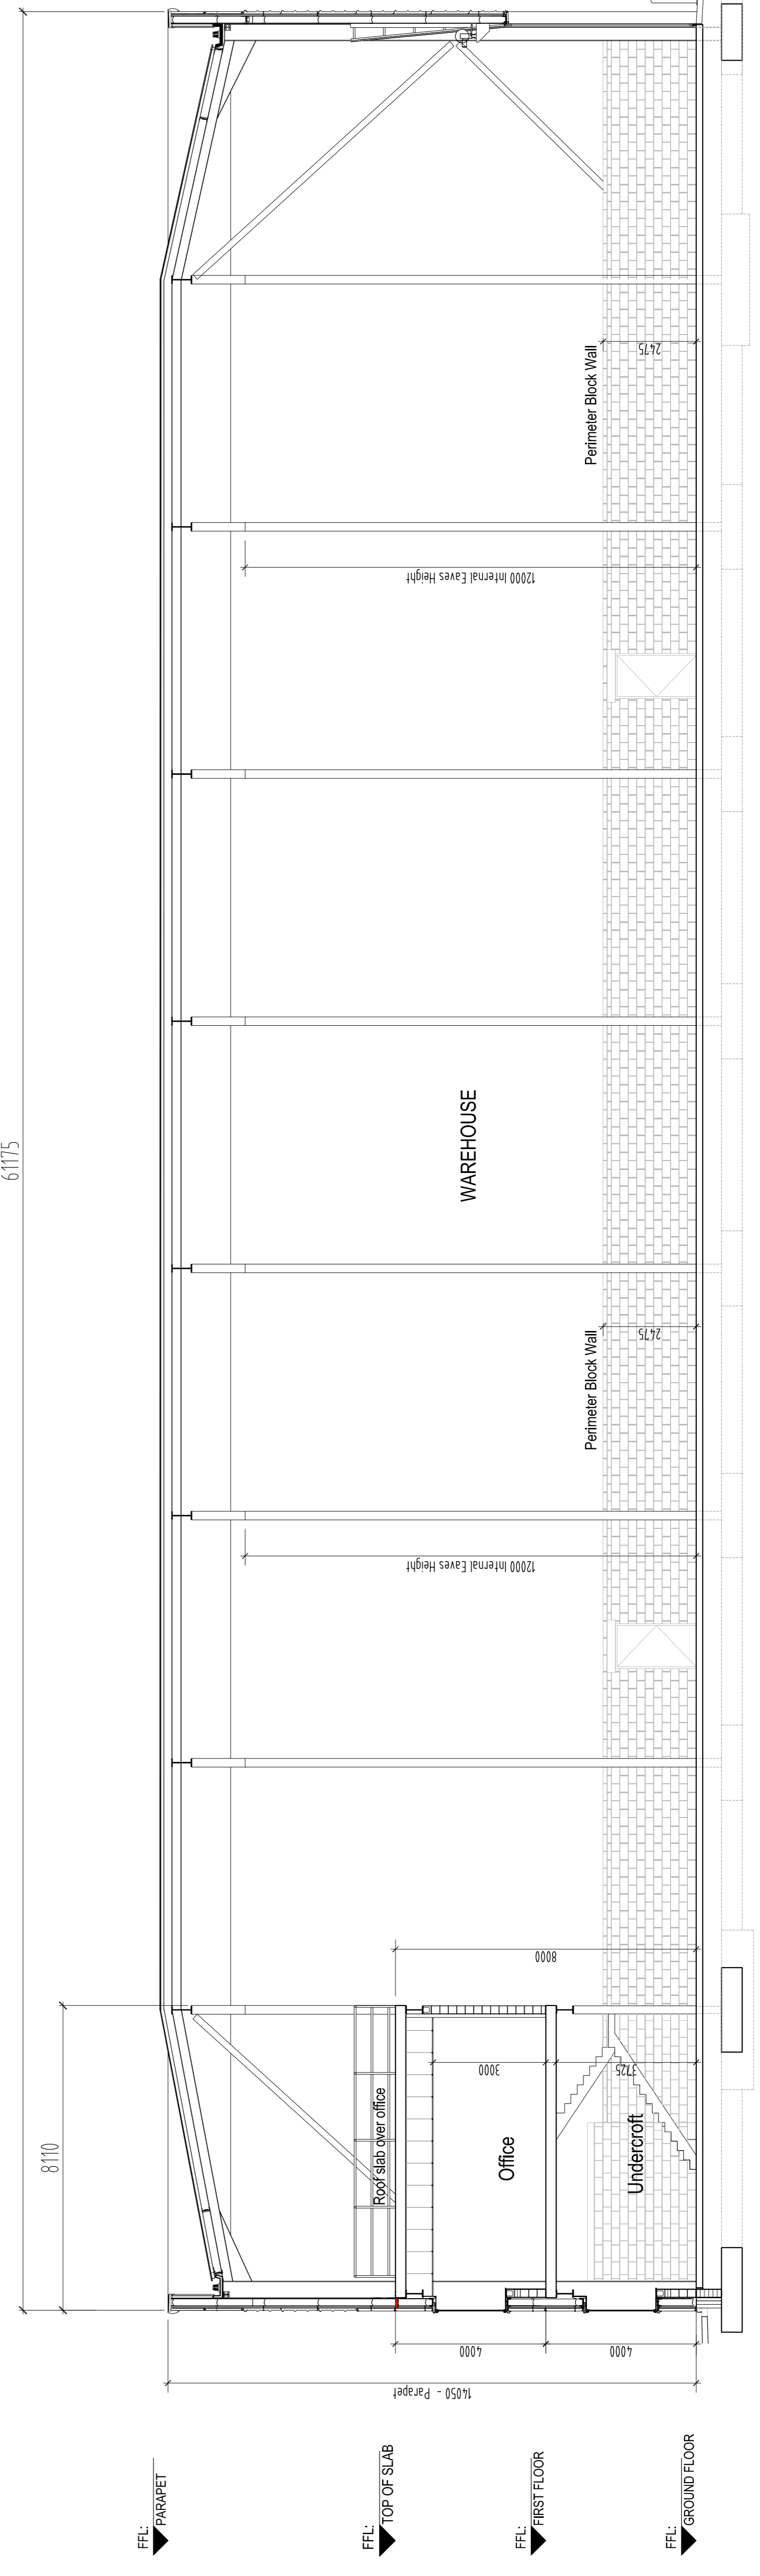 61175
8110
Perimeter Block Wall
2475
12000 Internal Eaves Height
WAREHOUSE
Perimeter Block Wall
2475
12000 Internal Eaves Height
8000
Roof slab over office
Office
3000
Undercroft
3725
4000
4000
14050 - Parapet
FFL:
PARAPET
FFL:
TOP OF SLAB
FFL:
FIRST FLOOR
FFL:
GROUND FLOOR